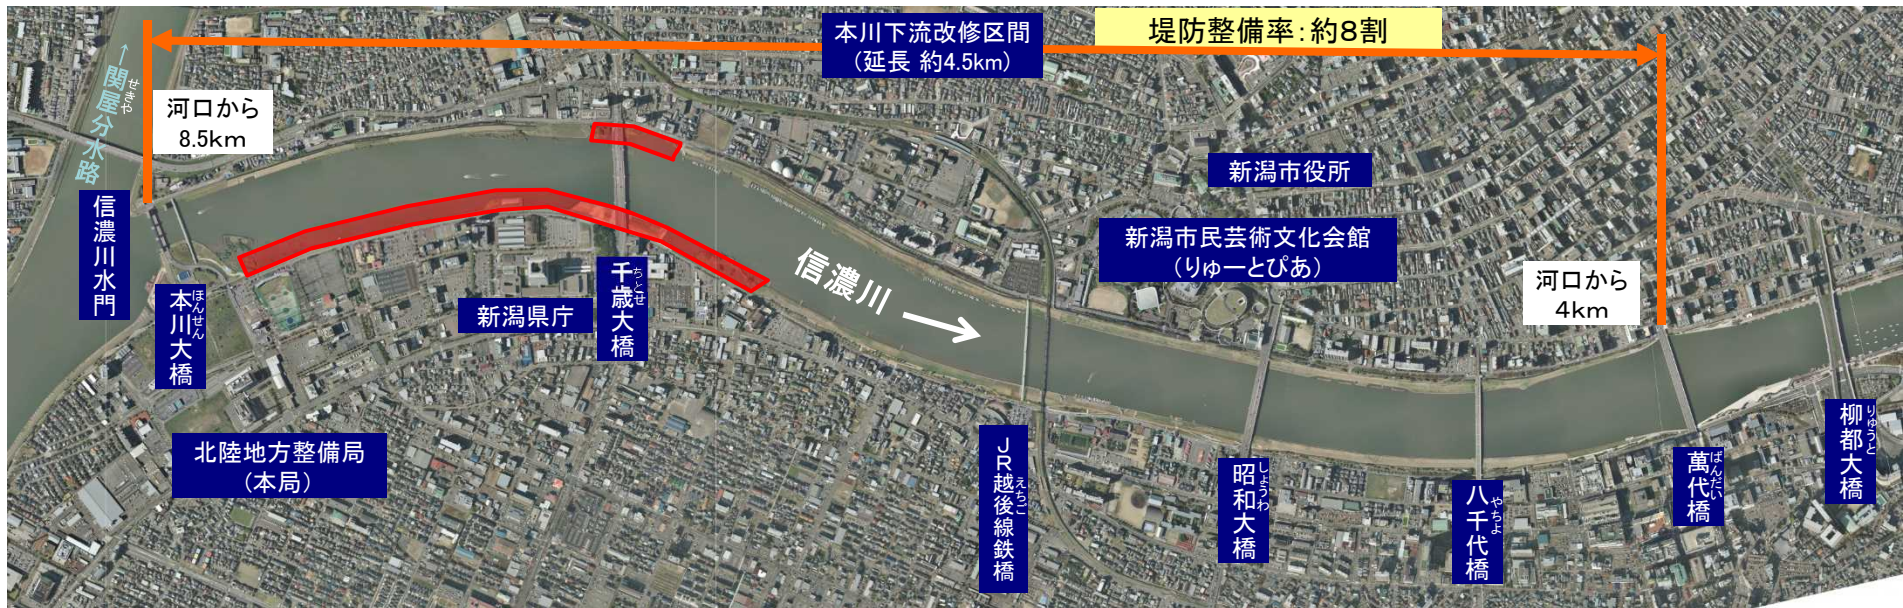 本川下流改修区間
(延長 約4.5km)
堤防整備率：約8割
←関屋分水路
せきや
河口から
8.5km
信濃川水門
本川大橋
ほんせん
北陸地方整備局
(本局)
新潟県庁
千歳大橋
ちとせ
信濃川
新潟市役所
新潟市民芸術文化会館
(りゅーとぴあ)
JR越後線鉄橋
えちご
昭和大橋
しょうわ
八千代橋
やちよ
河口から
4km
萬代橋
ばんだい
柳都大橋
りゅうと